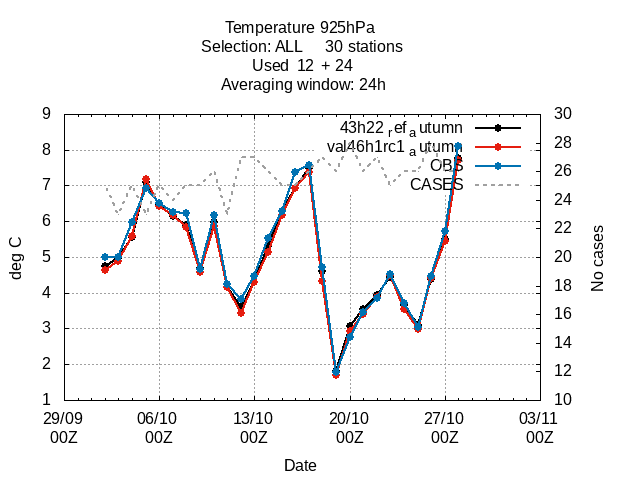 Temperature 925hPa
Selection: ALL 30 stations
Used 12 + 24
Averaging window: 24h
43h22refautumn
val46h1rc1autumn
OBS
CASES
9
8
7
6
5
4
3
2
1
30
28
26
24
22
20
18
16
14
12
10
deg C
No cases
29/09 06/10 13/10 20/10 27/10 03/11
00Z 00Z 00Z 00Z 00Z 00Z
Date